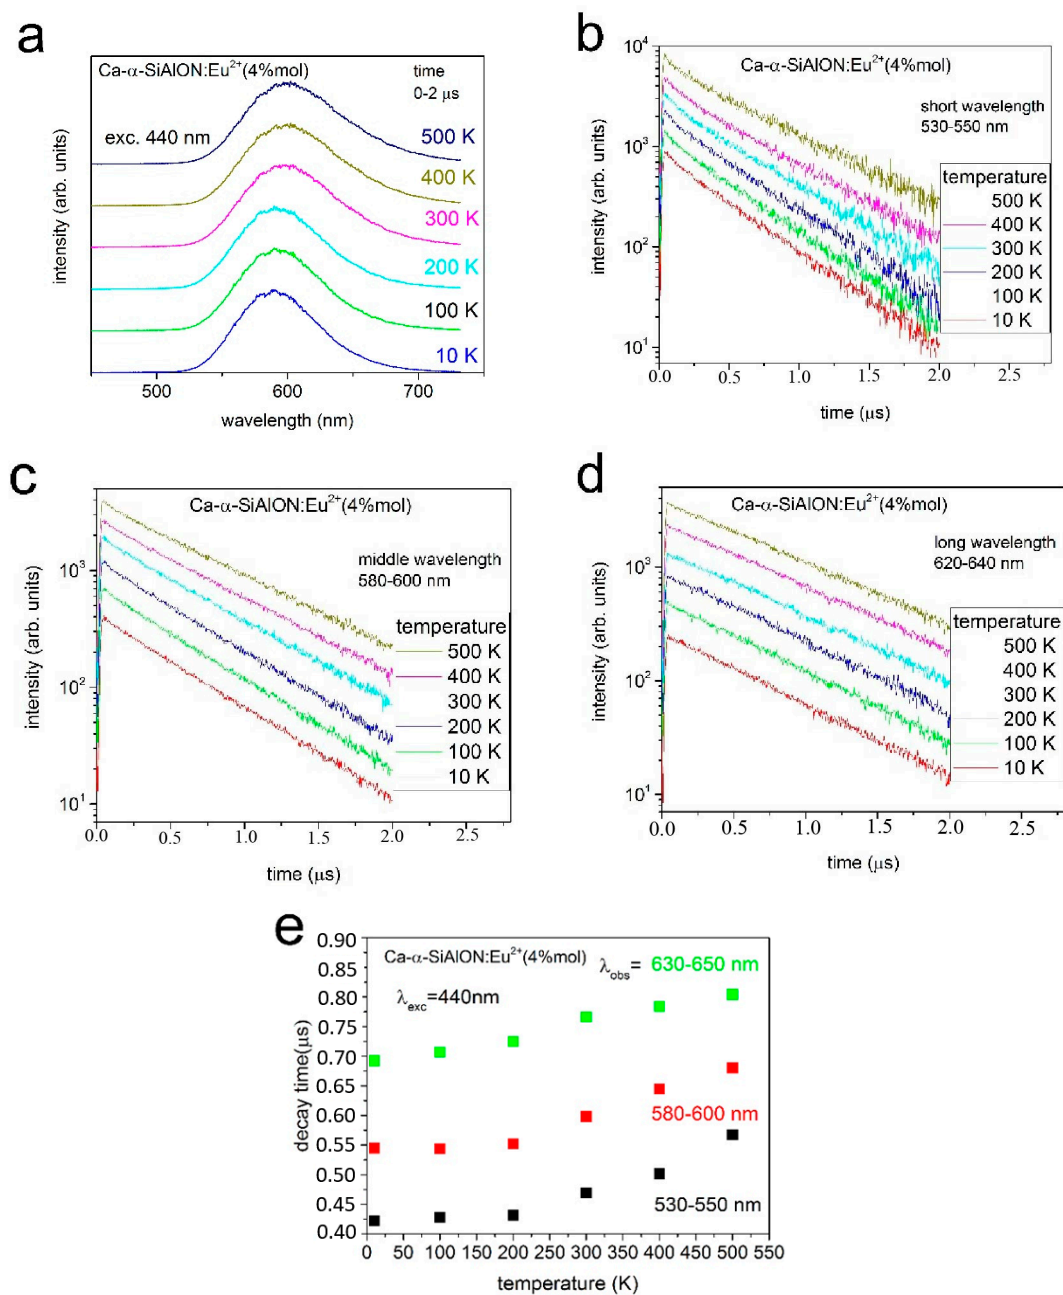 a
Ca-α-SiAlON:Eu²⁺(4%mol)
time
0-2 μs
exc. 440 nm
500 K
400 K
300 K
200 K
100 K
10 K
intensity (arb. units)
500
600
700
wavelength (nm)
b
Ca-α-SiAlON:Eu²⁺(4%mol)
short wavelength
530-550 nm
temperature
500 K
400 K
300 K
200 K
100 K
10 K
intensity (arb. units)
10⁴
10³
10²
10¹
0.0
0.5
1.0
1.5
2.0
2.5
time (μs)
c
Ca-α-SiAlON:Eu²⁺(4%mol)
middle wavelength
580-600 nm
temperature
500 K
400 K
300 K
200 K
100 K
10 K
intensity (arb. units)
10³
10²
10¹
0.0
0.5
1.0
1.5
2.0
2.5
time (μs)
d
Ca-α-SiAlON:Eu²⁺(4%mol)
long wavelength
620-640 nm
temperature
500 K
400 K
300 K
200 K
100 K
10 K
intensity (arb. units)
10³
10²
10¹
0.0
0.5
1.0
1.5
2.0
2.5
time (μs)
e
Ca-α-SiAlON:Eu²⁺(4%mol)
λobs= 630-650 nm
λexc=440nm
580-600 nm
530-550 nm
decay time(μs)
0.90
0.85
0.80
0.75
0.70
0.65
0.60
0.55
0.50
0.45
0.40
0 50 100 150 200 250 300 350 400 450 500 550
temperature (K)